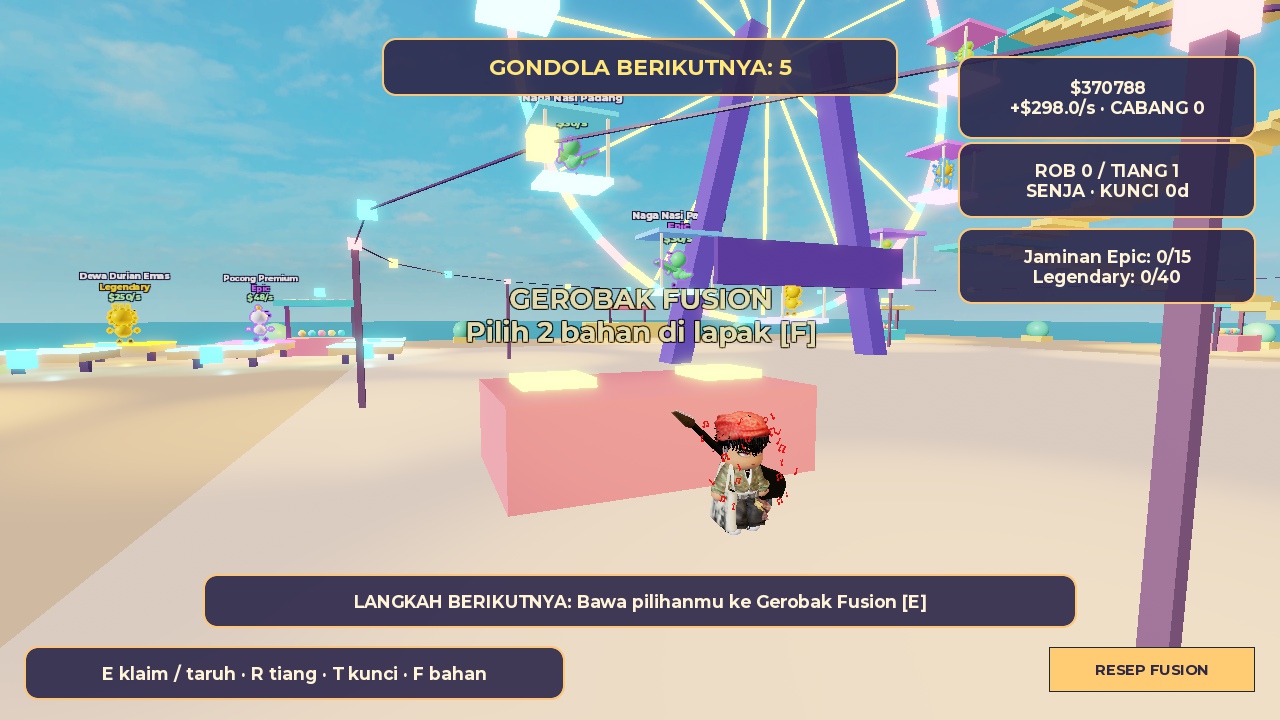 GONDOLA BERIKUTNYA: 5
$370788
+$298.0/s · CABANG 0
ROB 0 / TIANG 1
SENJA · KUNCI 0d
Jaminan Epic: 0/15
Legendary: 0/40
Naga Nasi Padang
$30/s
Naga Nasi Pa
Epic
$30/s
Dewa Durian Emas
Legendary
$250/s
Pocong Premium
Epic
$48/s
GEROBAK FUSION
Pilih 2 bahan di lapak [F]
LANGKAH BERIKUTNYA: Bawa pilihanmu ke Gerobak Fusion [E]
E klaim / taruh · R tiang · T kunci · F bahan
RESEP FUSION